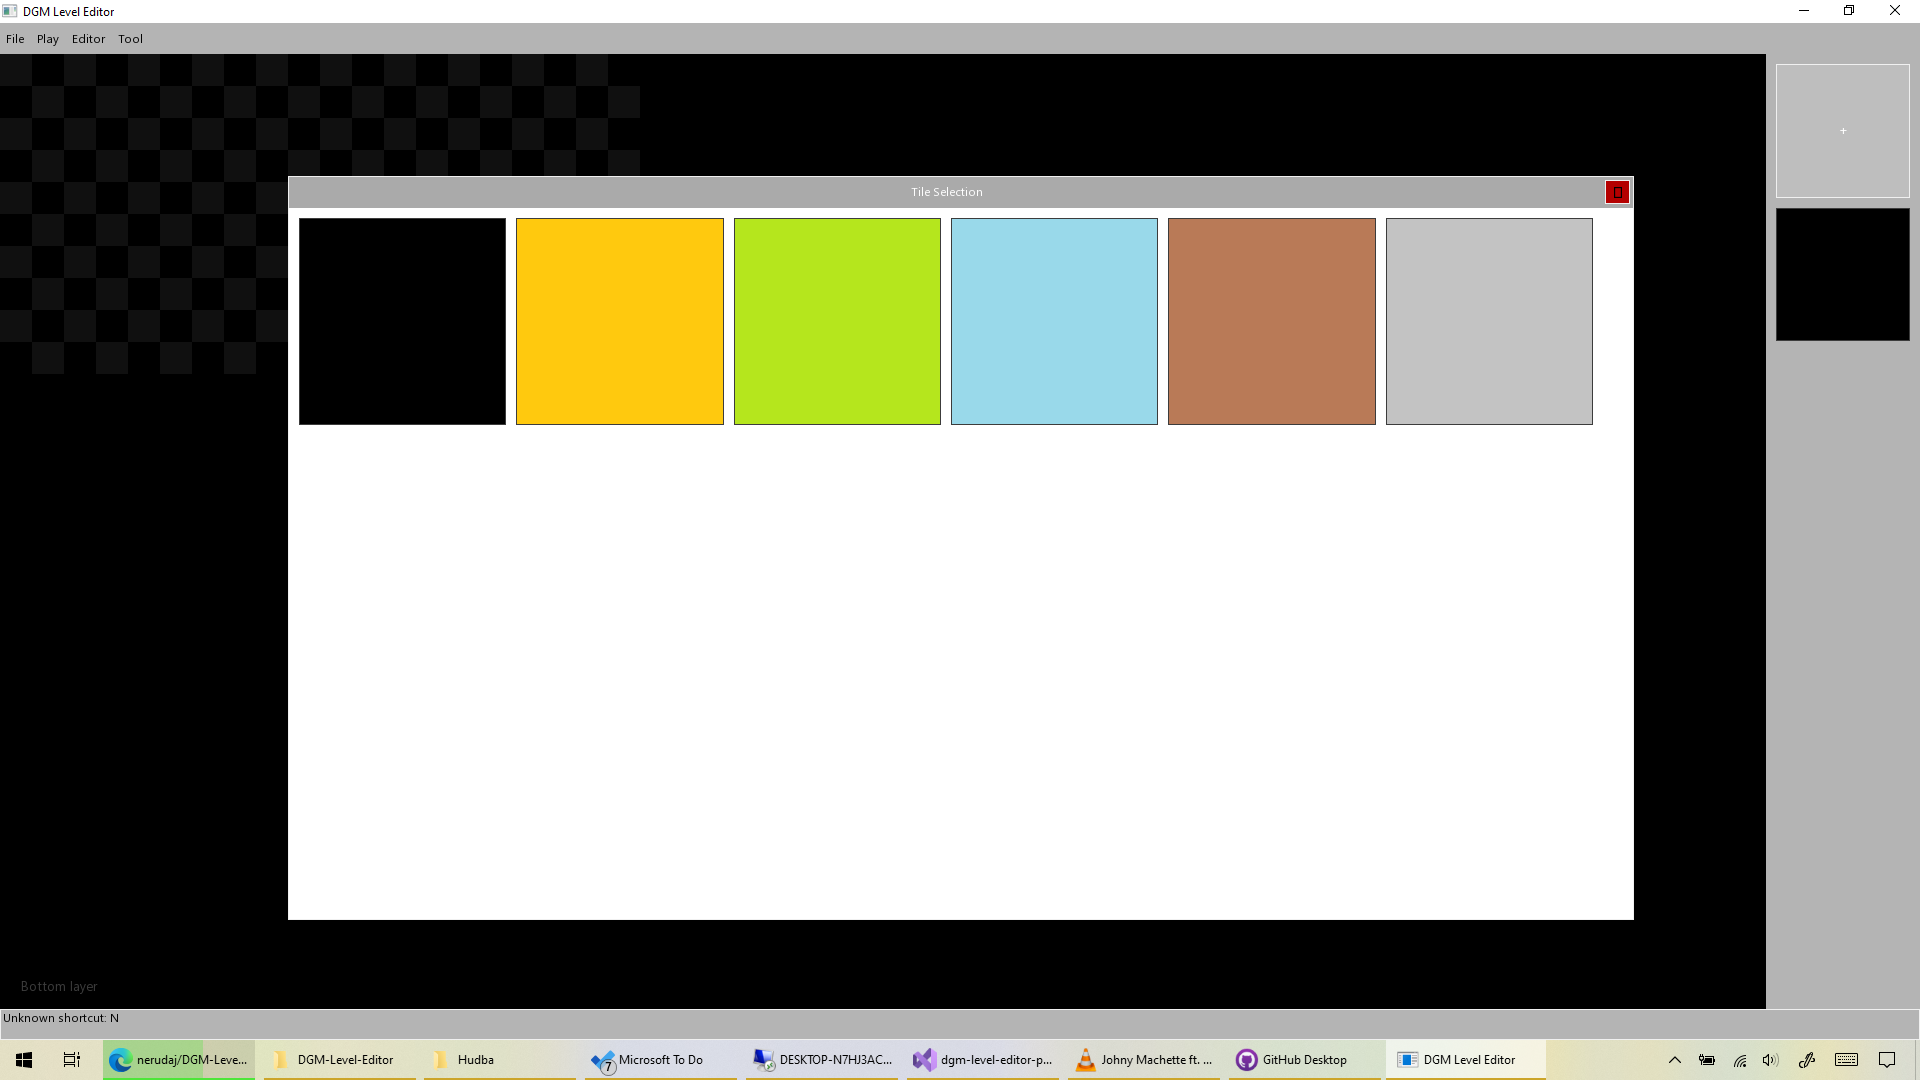 DGM Level Editor
File Play Editor Tool
+
Tile Selection
Bottom layer
Unknown shortcut: N
nerudaj/DGM-Leve...
DGM-Level-Editor
Hudba
7
Microsoft To Do
DESKTOP-N7HJ3AC...
dgm-level-editor-p...
Johny Machette ft. ...
GitHub Desktop
DGM Level Editor